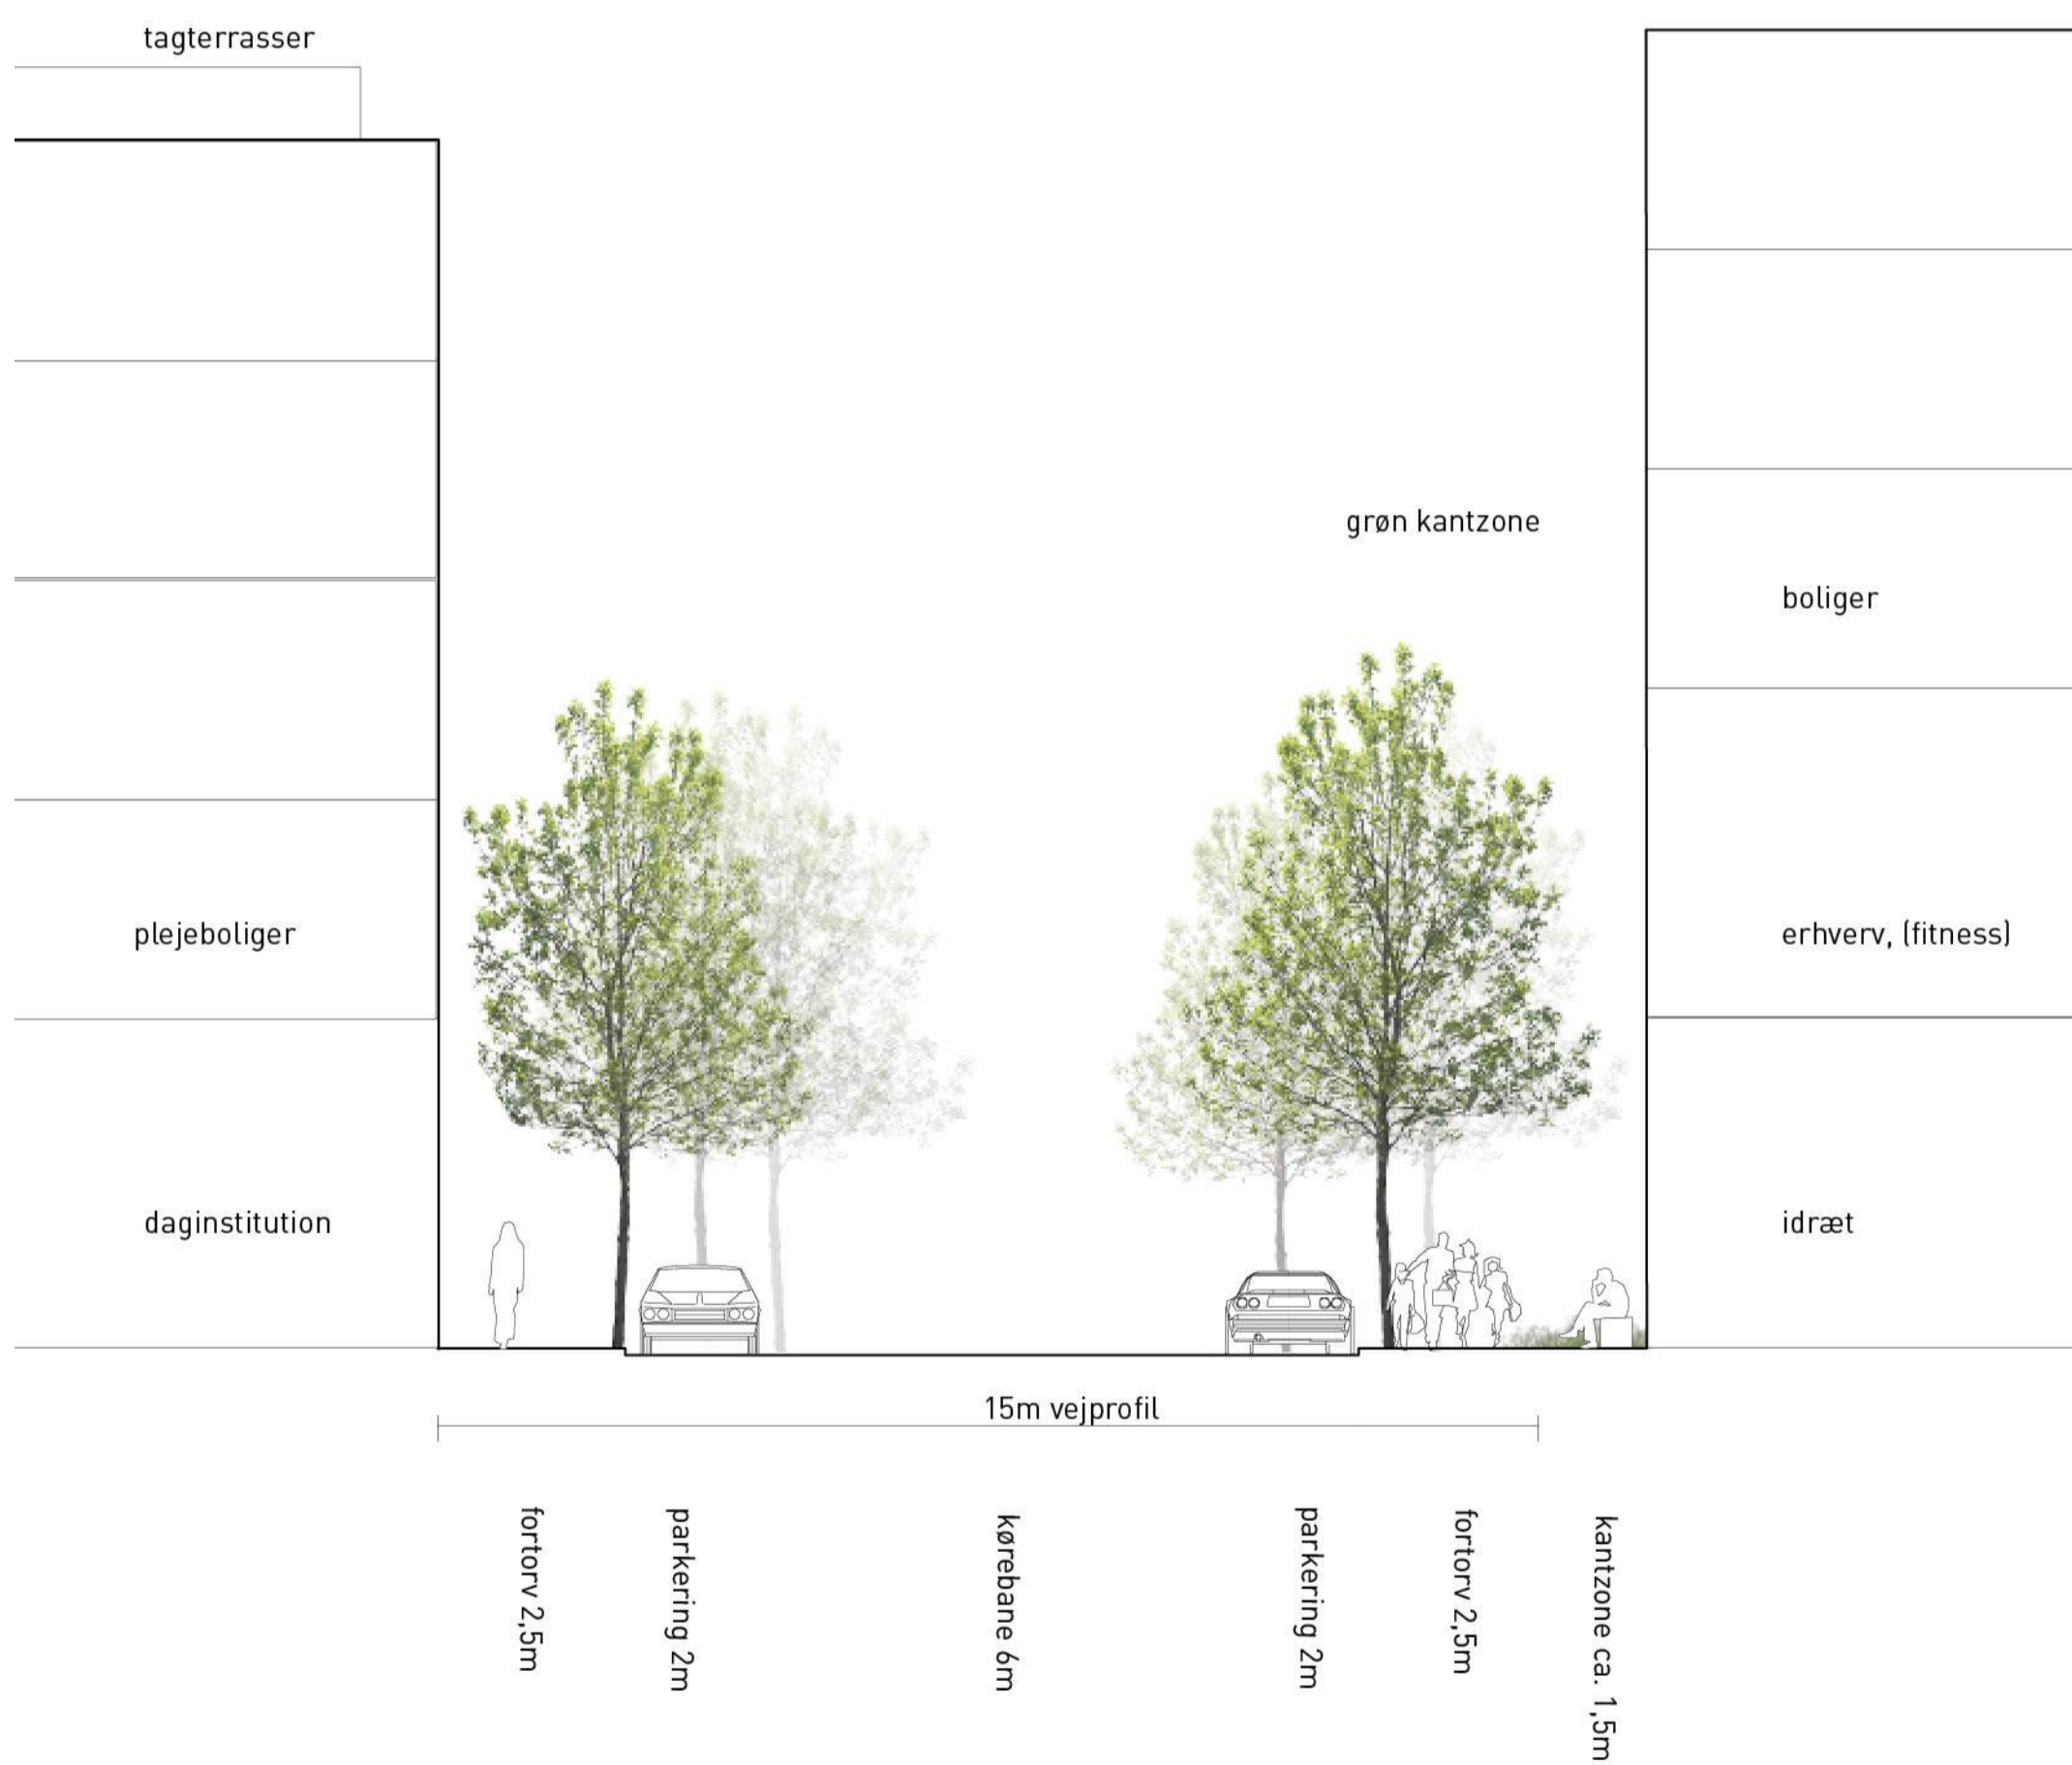 tagterrasser
grøn kantzone
boliger
plejeboliger
erhverv, (fitness)
daginstitution
idræt
15m vejprofil
fortorv 2,5m
parkering 2m
kørebane 6m
parkering 2m
fortorv 2,5m
kantzone ca. 1,5m